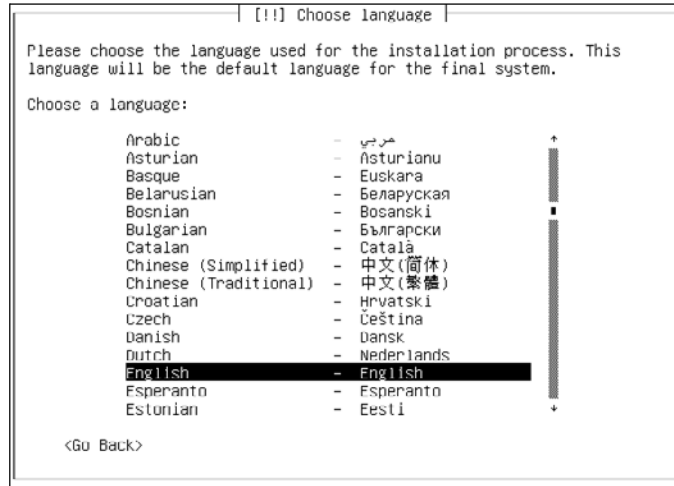 [!!] Choose language
Please choose the language used for the installation process. This
language will be the default language for the final system.
Choose a language:
Arabic - عربي
Asturian - Asturianu
Basque - Euskara
Belarusian - Беларуская
Bosnian - Bosanski
Bulgarian - Български
Catalan - Català
Chinese (Simplified) - 中文(简体)
Chinese (Traditional) - 中文(繁體)
Croatian - Hrvatski
Czech - Čeština
Danish - Dansk
Dutch - Nederlands
English - English
Esperanto - Esperanto
Estonian - Eesti
<Go Back>